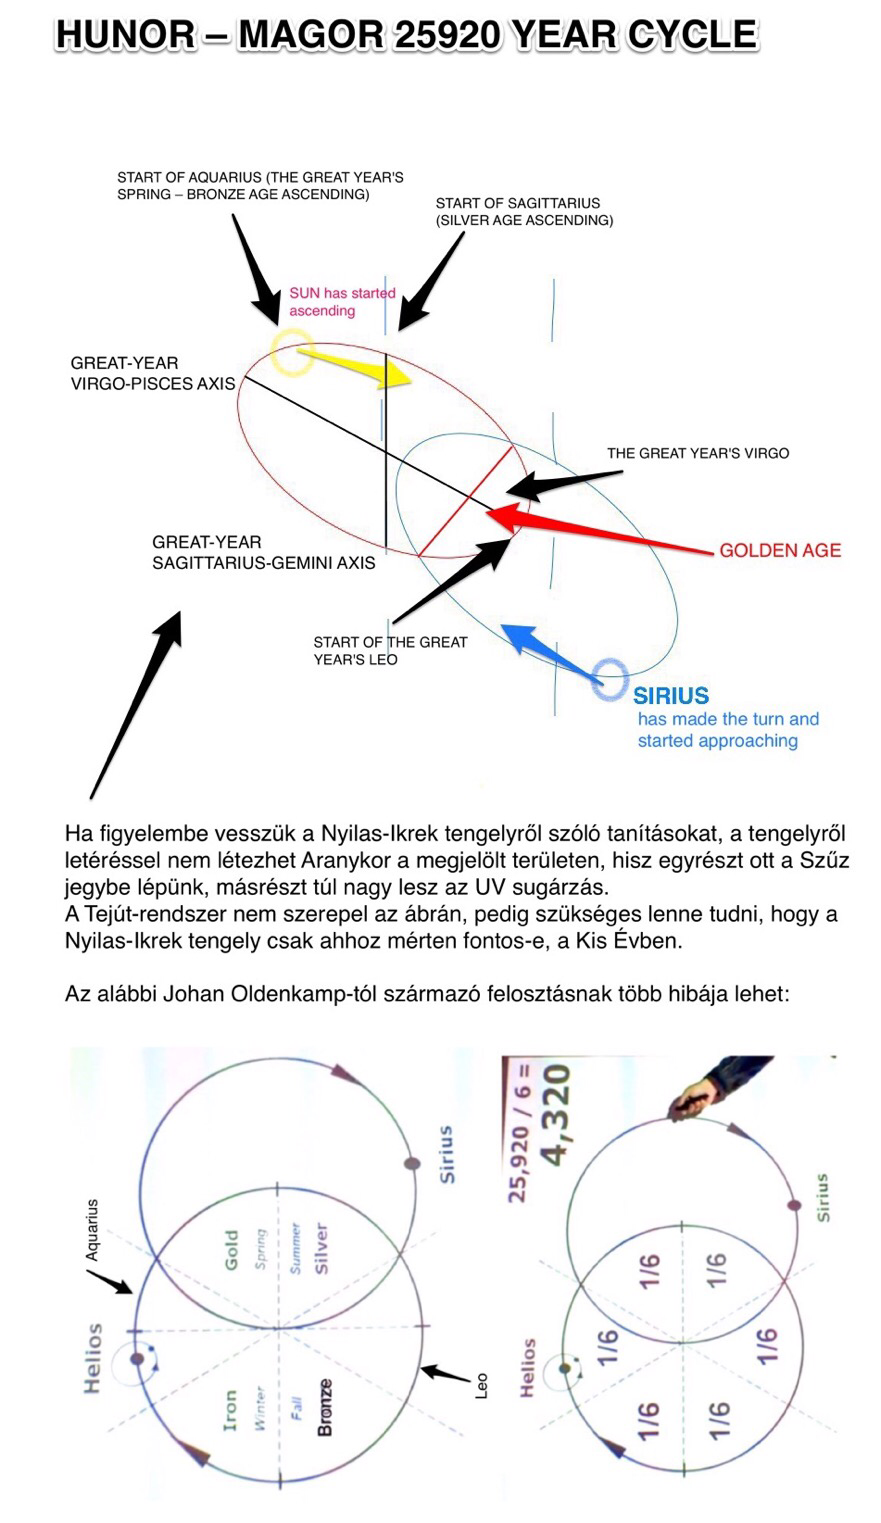 HUNOR – MAGOR 25920 YEAR CYCLE
START OF AQUARIUS (THE GREAT YEAR'S
SPRING – BRONZE AGE ASCENDING)
START OF SAGITTARIUS
(SILVER AGE ASCENDING)
SUN has started
ascending
GREAT-YEAR
VIRGO-PISCES AXIS
THE GREAT YEAR'S VIRGO
GREAT-YEAR
SAGITTARIUS-GEMINI AXIS
GOLDEN AGE
START OF THE GREAT
YEAR'S LEO
SIRIUS
has made the turn and
started approaching
Ha figyelembe vesszük a Nyilas-Ikrek tengelyről szóló tanításokat, a tengelyről
letéréssel nem létezhet Aranykor a megjelölt területen, hisz egyrészt ott a Szűz
jegybe lépünk, másrészt túl nagy lesz az UV sugárzás.
A Tejút-rendszer nem szerepel az ábrán, pedig szükséges lenne tudni, hogy a
Nyilas-Ikrek tengely csak ahhoz mérten fontos-e, a Kis Évben.
Az alábbi Johan Oldenkamp-tól származó felosztásnak több hibája lehet:
Aquarius
Helios
Sirius
Gold
Spring
Summer
Silver
Iron
Winter
Fall
Bronze
Leo
25,920 / 6 =
4,320
Sirius
Helios
1/6
1/6
1/6
1/6
1/6
1/6